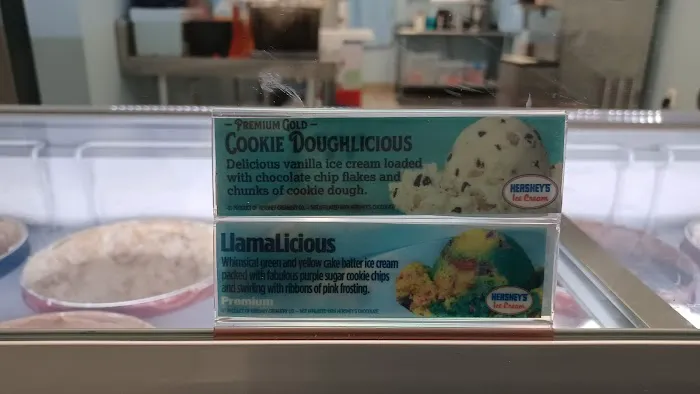 PREMIUM GOLD
COOKIE DOUGHLICIOUS
Delicious vanilla ice cream loaded
with chocolate chip flakes and
chunks of cookie dough.
HERSHEY'S
Ice Cream
LlamaLicious
Whimsical green and yellow cake batter ice cream
packed with fabulous purple sugar cookie chips
and swirling with ribbons of pink frosting.
Premium
HERSHEY'S
Ice Cream